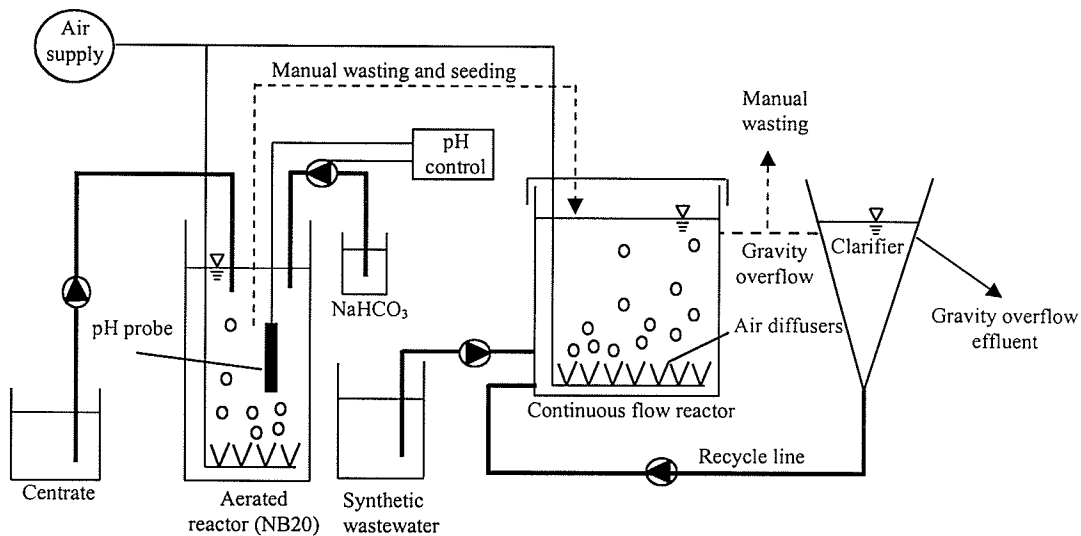 Air
supply
Manual wasting and seeding
Manual
wasting
pH
control
Gravity
overflow
Clarifier
NaHCO₃
pH probe
Air diffusers
Gravity overflow
effluent
Continuous flow reactor
Recycle line
Centrate
Aerated
reactor (NB20)
Synthetic
wastewater